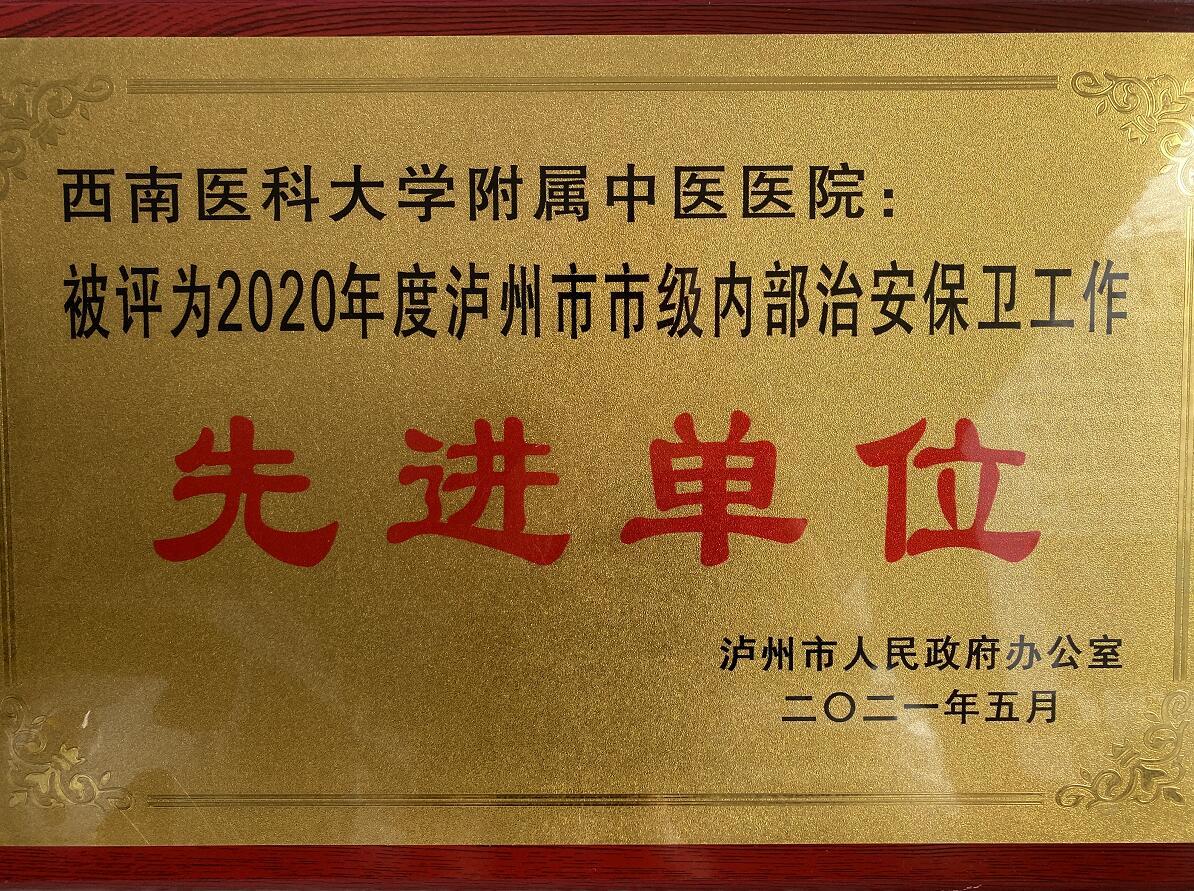 西南医科大学附属中医医院：
被评为2020年度泸州市市级内部治安保卫工作
先进单位
泸州市人民政府办公室
二〇二一年五月